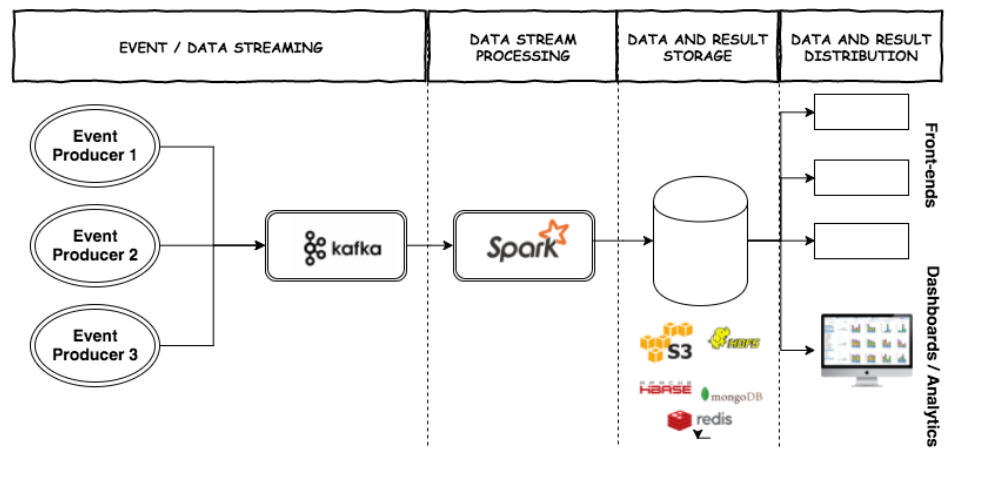 EVENT / DATA STREAMING
DATA STREAM
PROCESSING
DATA AND RESULT
STORAGE
DATA AND RESULT
DISTRIBUTION
Event
Producer 1
Event
Producer 2
Event
Producer 3
kafka
Spark
S3
HDFS
APACHE
HBASE
mongoDB
redis
Front-ends
Dashboards / Analytics